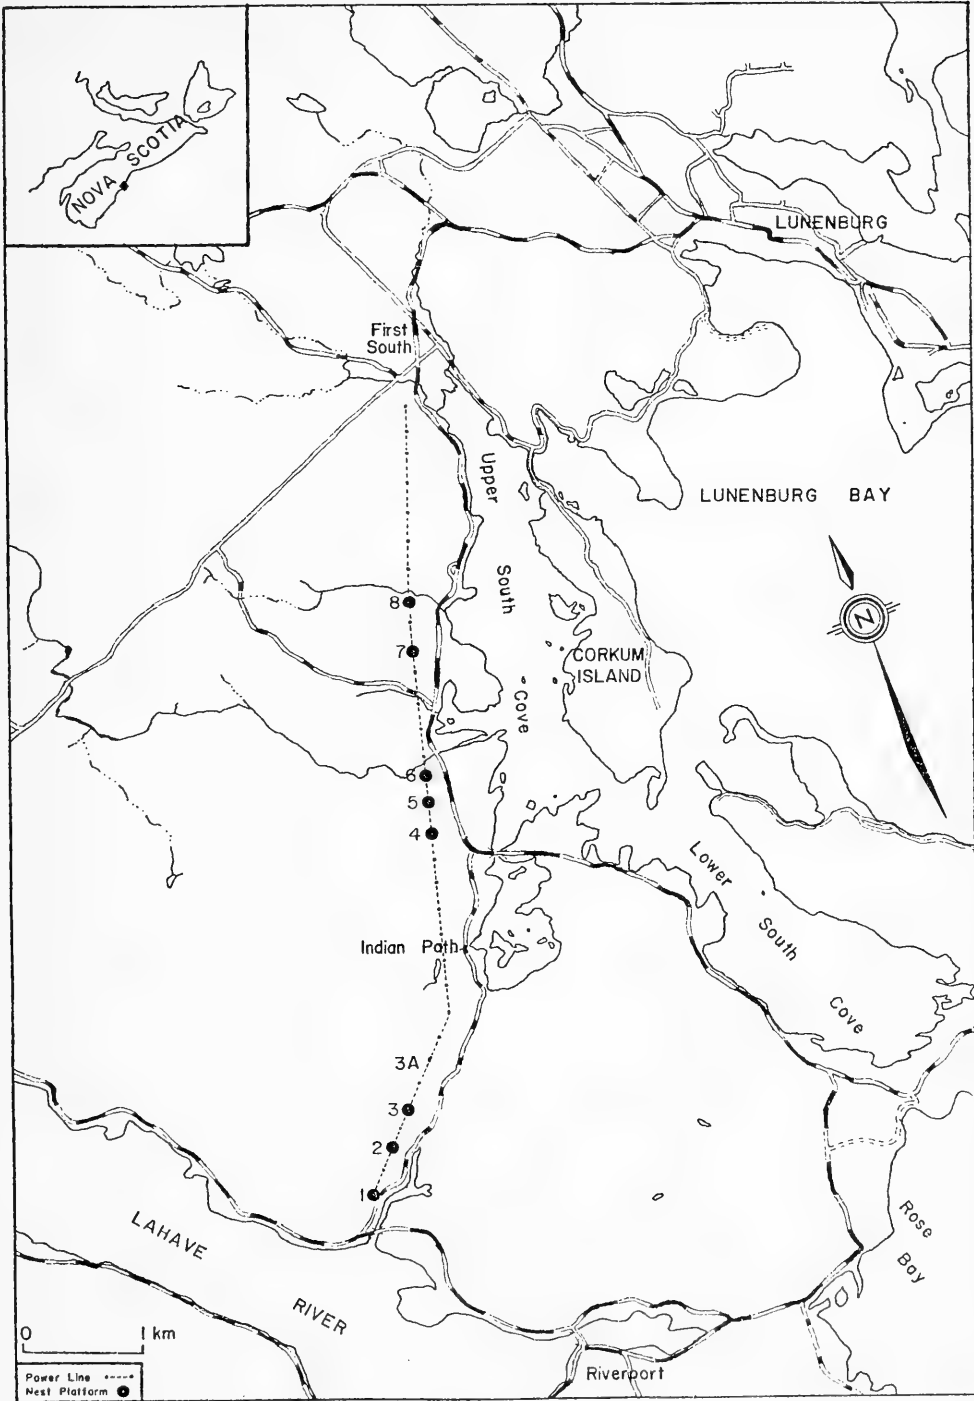 NOVA SCOTIA
LUNENBURG
First
South
Upper
South
Cove
LUNENBURG BAY
N
8
7
CORKUM
ISLAND
6
5
4
Lower
South
Cove
Indian Path
3A
3
2
1
LAHAVE
RIVER
Rose
Bay
0 1 km
Riverport
Power Line
Nest Platform